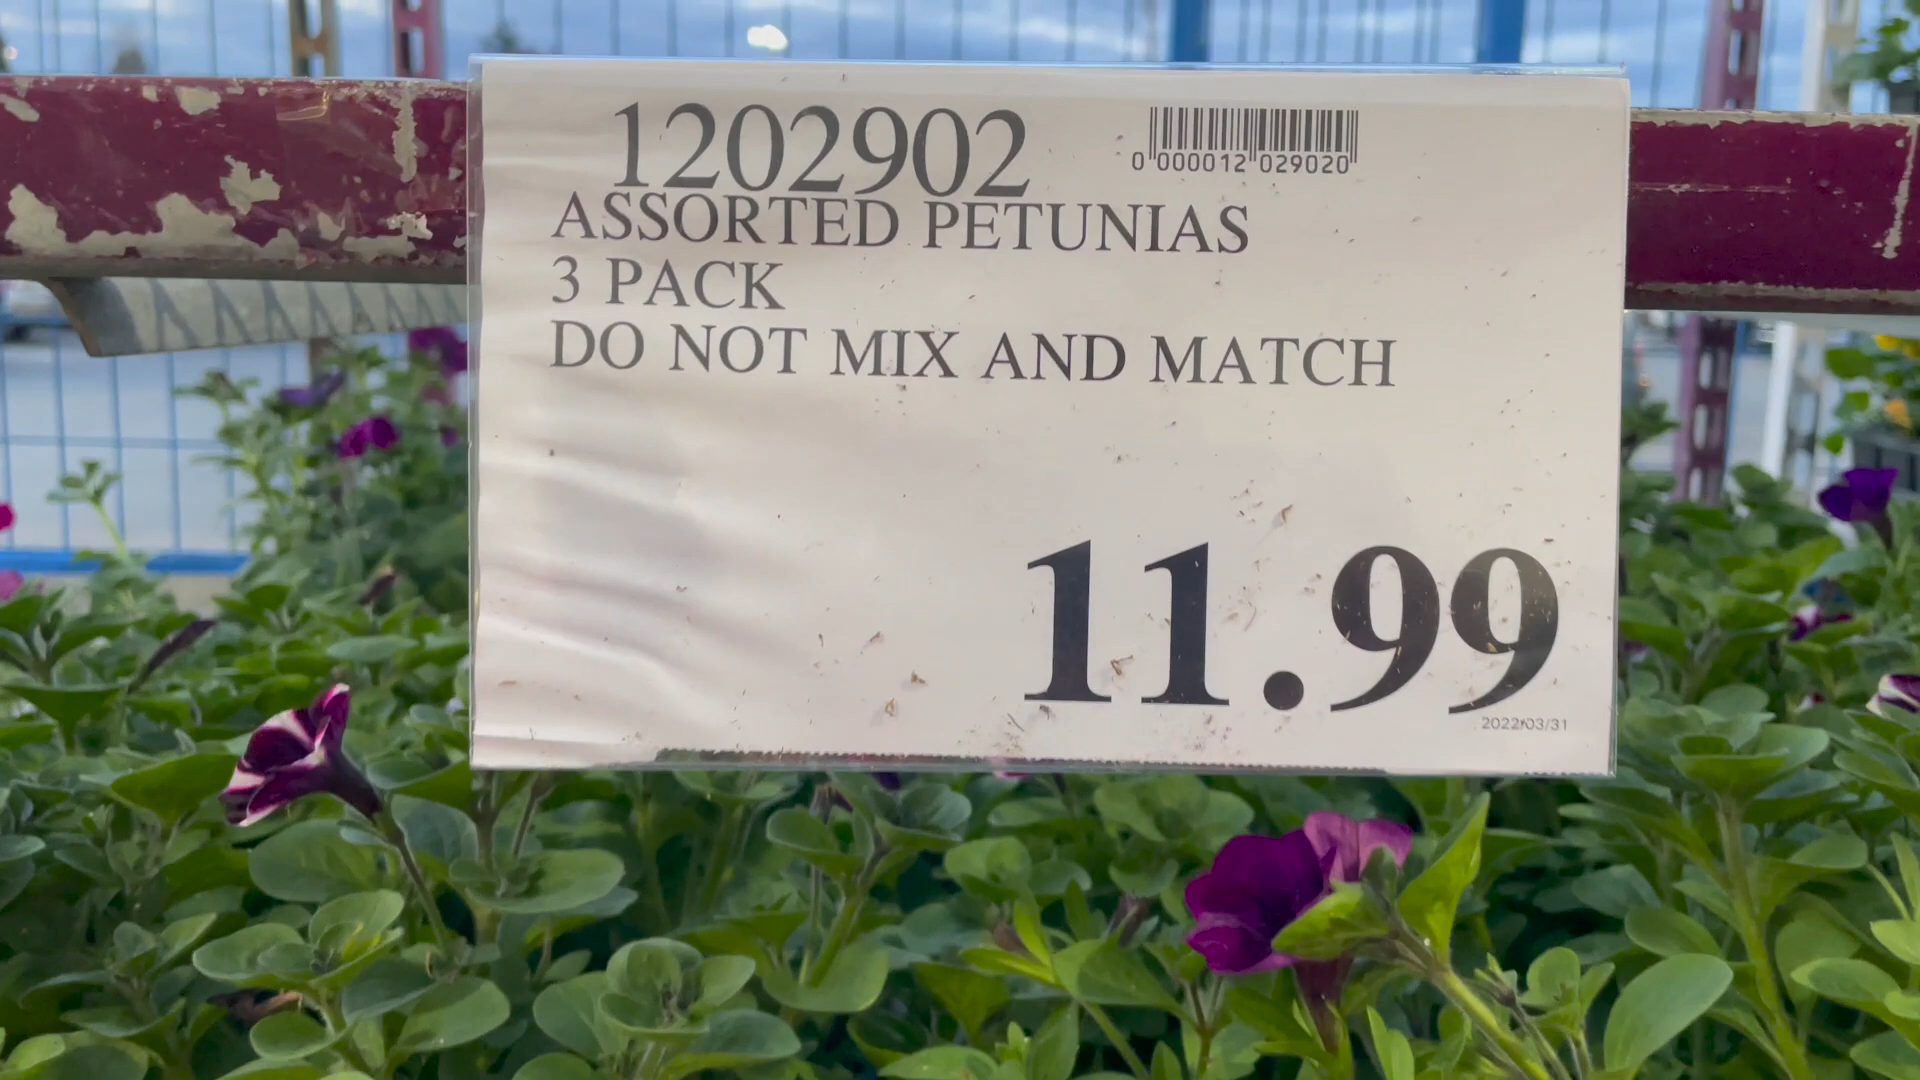 1202902
0 000012 029020
ASSORTED PETUNIAS
3 PACK
DO NOT MIX AND MATCH
11.99
2022/03/31